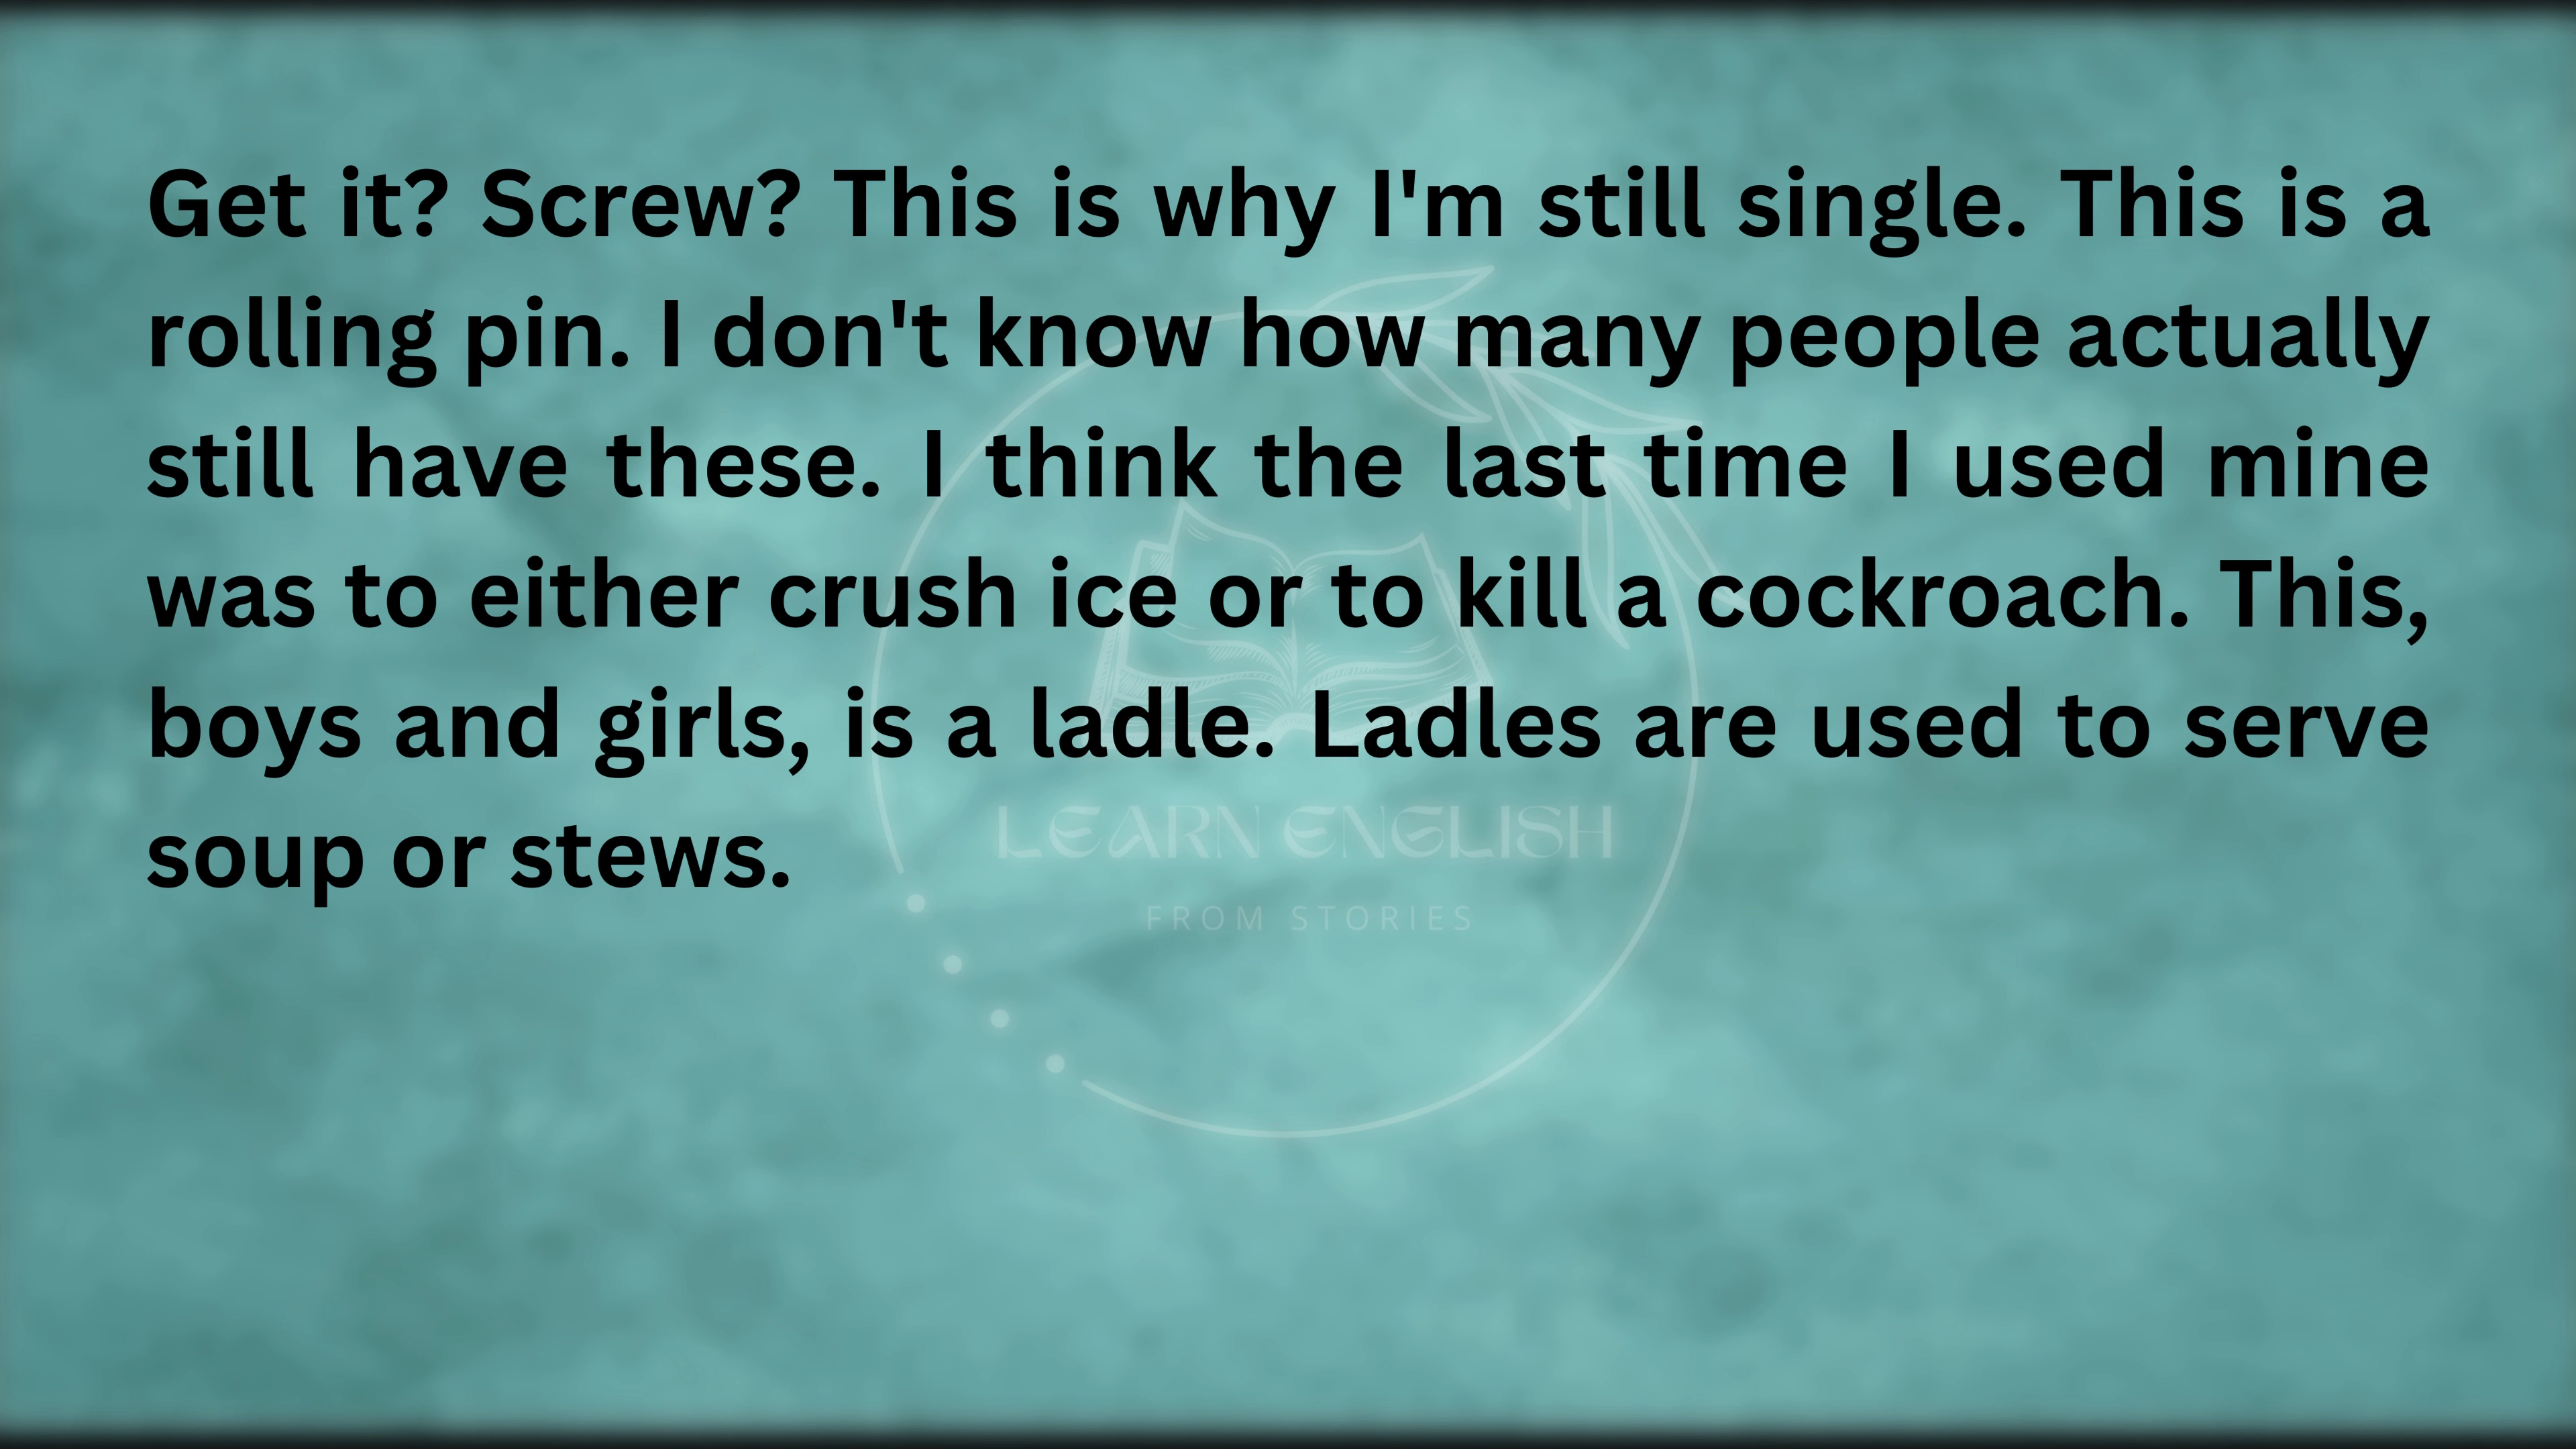 Get it? Screw? This is why I'm still single. This is a
rolling pin. I don't know how many people actually
still have these. I think the last time I used mine
was to either crush ice or to kill a cockroach. This,
boys and girls, is a ladle. Ladles are used to serve
soup or stews.
LEARN ENGLISH
FROM STORIES